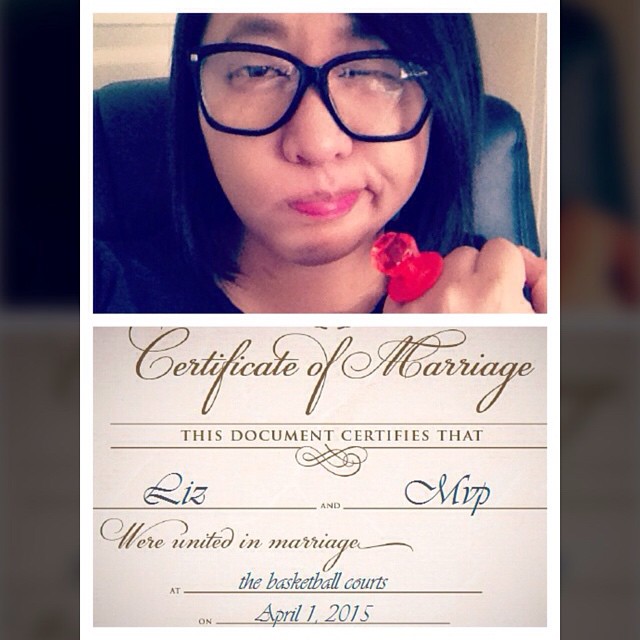 Certificate of Marriage
THIS DOCUMENT CERTIFIES THAT
Liz AND Mvp
Were united in marriage
AT the basketball courts
ON April 1, 2015